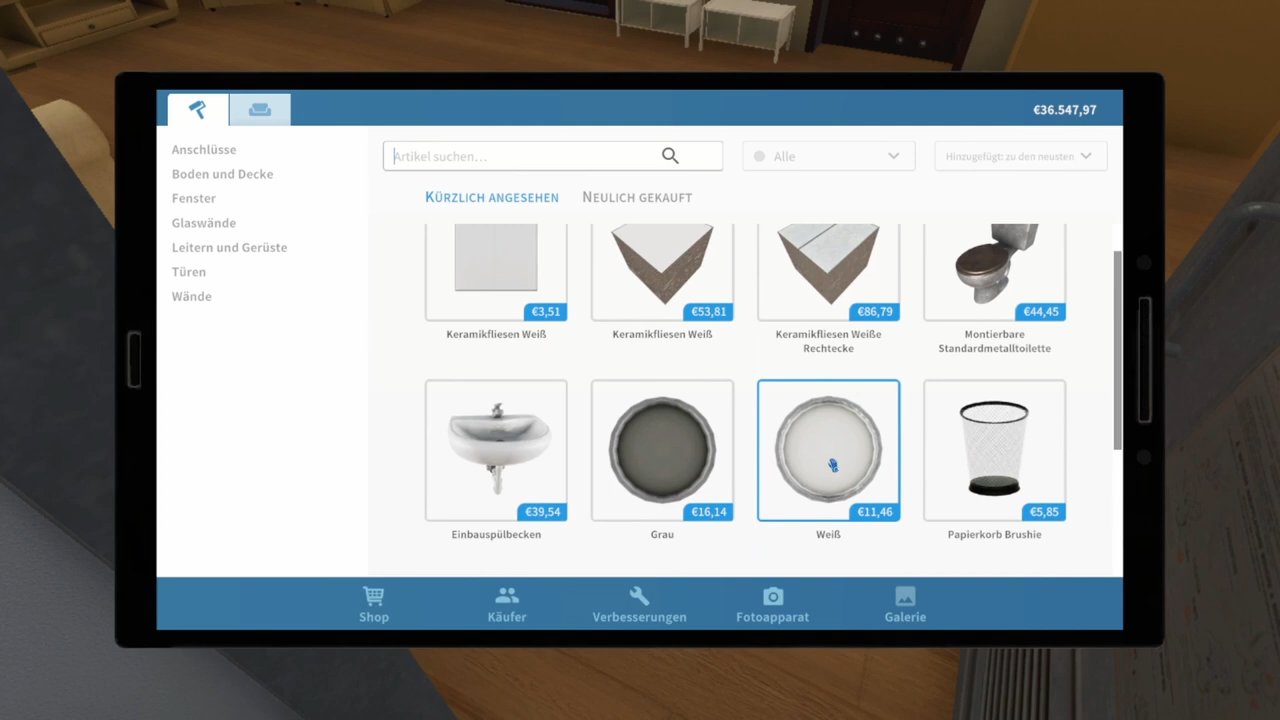 €36.547,97
Anschlüsse
Boden und Decke
Fenster
Glaswände
Leitern und Gerüste
Türen
Wände
Artikel suchen...
Alle
Hinzugefügt: zu den neusten
KÜRZLICH ANGESEHEN
NEULICH GEKAUFT
€3,51
€53,81
€86,79
€44,45
Keramikfliesen Weiß
Keramikfliesen Weiß
Keramikfliesen Weiße
Rechtecke
Montierbare
Standardmetalltoilette
€39,54
€16,14
€11,46
€5,85
Einbauspülbecken
Grau
Weiß
Papierkorb Brushie
Shop
Käufer
Verbesserungen
Fotoapparat
Galerie